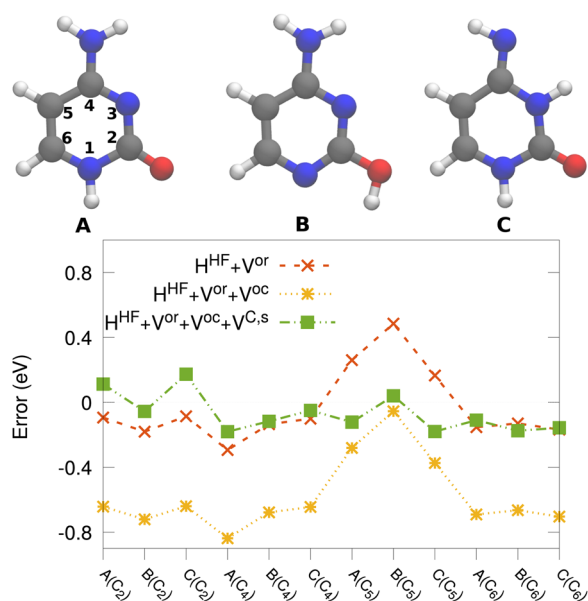 4
5
3
6
2
1
A
B
C
0.8
H^HF+V^or
H^HF+V^or+V^oc
H^HF+V^or+V^oc+V^C,s
0.4
0
-0.4
-0.8
Error (eV)
A(C₂)
B(C₂)
C(C₂)
A(C₄)
B(C₄)
C(C₄)
A(C₅)
B(C₅)
C(C₅)
A(C₆)
B(C₆)
C(C₆)